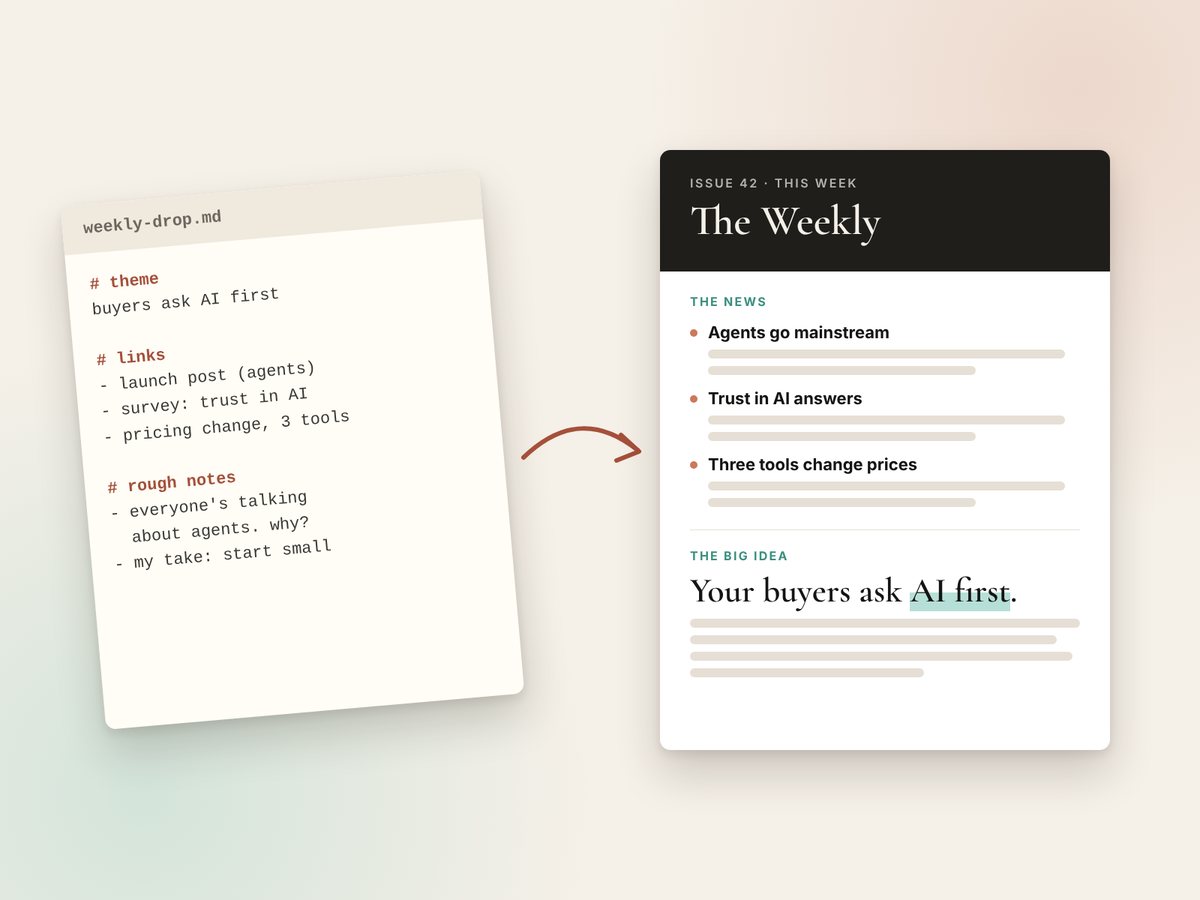 weekly-drop.md
# theme
buyers ask AI first
# links
- launch post (agents)
- survey: trust in AI
- pricing change, 3 tools
# rough notes
- everyone's talking
about agents. why?
- my take: start small
ISSUE 42 · THIS WEEK
The Weekly
THE NEWS
Agents go mainstream
Trust in AI answers
Three tools change prices
THE BIG IDEA
Your buyers ask AI first.